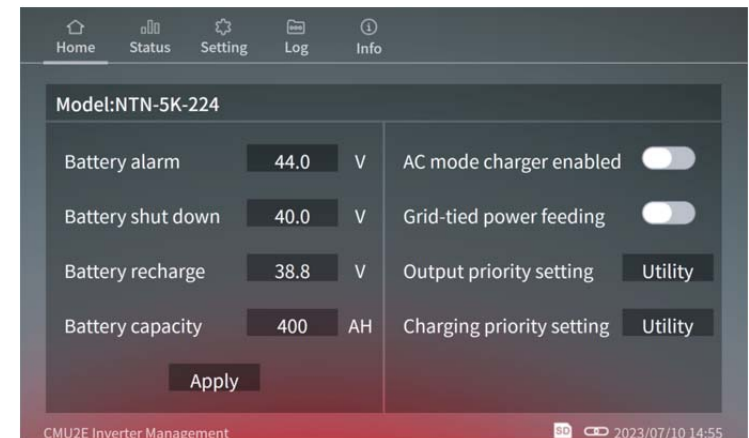 Home Status Setting Log Info
Model:NTN-5K-224
Battery alarm 44.0 V
Battery shut down 40.0 V
Battery recharge 38.8 V
Battery capacity 400 AH
Apply
AC mode charger enabled
Grid-tied power feeding
Output priority setting Utility
Charging priority setting Utility
CMU2E Inverter Management
SD 2023/07/10 14:55